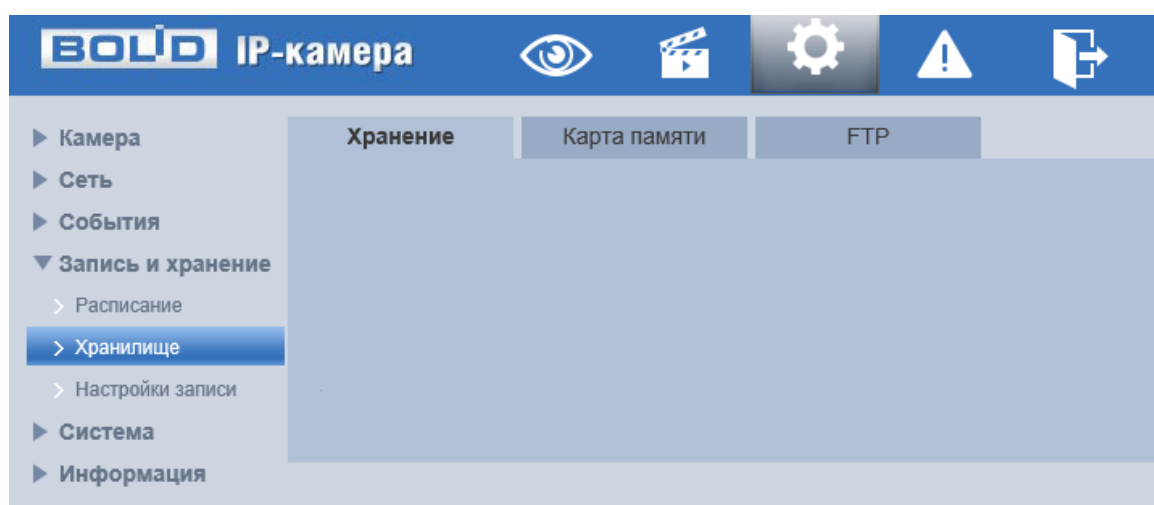 BOLID IP-камера
Камера
Хранение Карта памяти FTP
Сеть
События
Запись и хранение
Расписание
Хранилище
Настройки записи
Система
Информация